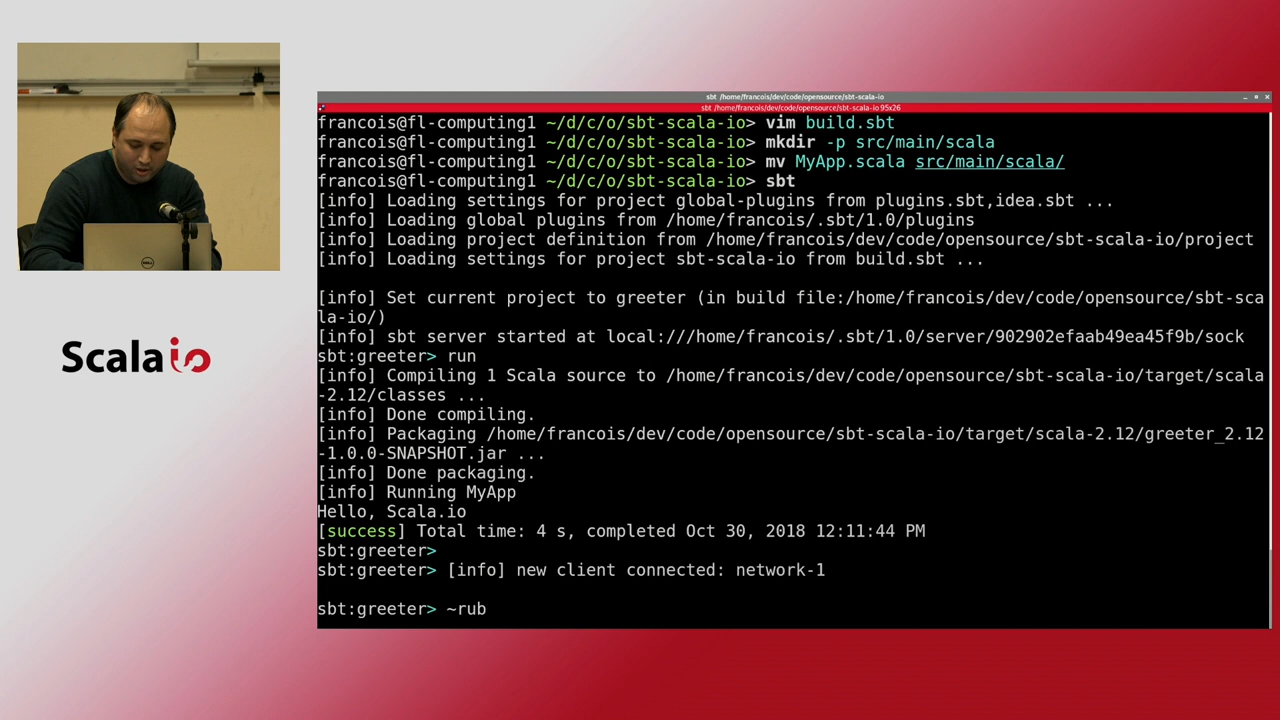 Scala io
sbt /home/francois/dev/code/opensource/sbt-scala-io
sbt /home/francois/dev/code/opensource/sbt-scala-io 95x26
francois@fl-computing1 ~/d/c/o/sbt-scala-io> vim build.sbt
francois@fl-computing1 ~/d/c/o/sbt-scala-io> mkdir -p src/main/scala
francois@fl-computing1 ~/d/c/o/sbt-scala-io> mv MyApp.scala src/main/scala/
francois@fl-computing1 ~/d/c/o/sbt-scala-io> sbt
[info] Loading settings for project global-plugins from plugins.sbt,idea.sbt ...
[info] Loading global plugins from /home/francois/.sbt/1.0/plugins
[info] Loading project definition from /home/francois/dev/code/opensource/sbt-scala-io/project
[info] Loading settings for project sbt-scala-io from build.sbt ...
[info] Set current project to greeter (in build file:/home/francois/dev/code/opensource/sbt-sca
la-io/)
[info] sbt server started at local:///home/francois/.sbt/1.0/server/902902efaab49ea45f9b/sock
sbt:greeter> run
[info] Compiling 1 Scala source to /home/francois/dev/code/opensource/sbt-scala-io/target/scala
-2.12/classes ...
[info] Done compiling.
[info] Packaging /home/francois/dev/code/opensource/sbt-scala-io/target/scala-2.12/greeter_2.12
-1.0.0-SNAPSHOT.jar ...
[info] Done packaging.
[info] Running MyApp
Hello, Scala.io
[success] Total time: 4 s, completed Oct 30, 2018 12:11:44 PM
sbt:greeter>
sbt:greeter> [info] new client connected: network-1
sbt:greeter> ~rub